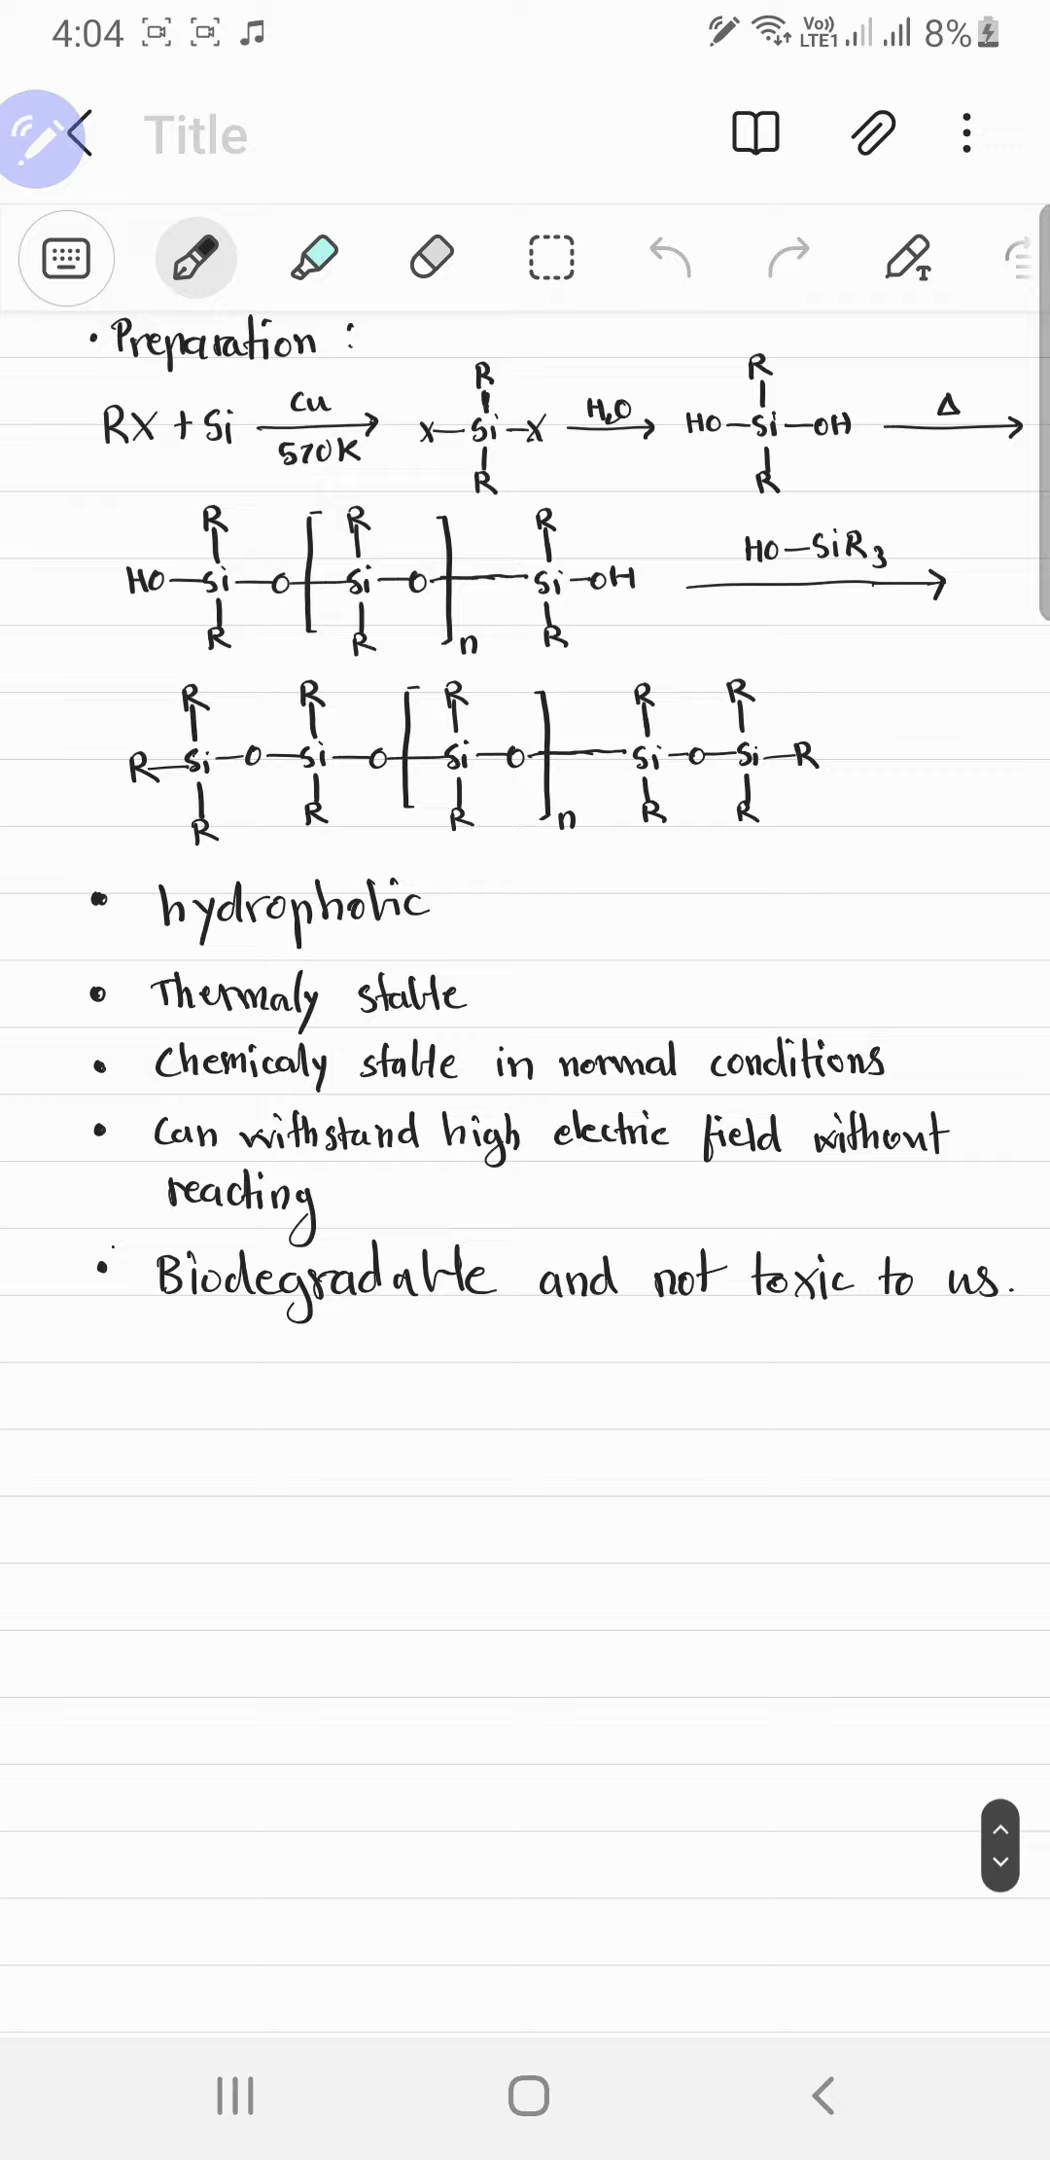 4:04 Vo)) LTE1 8%
Title
T
• Preparation :
RX + Si Cu 570K R X—Si—X R H2O R HO—Si—OH R Δ
R R R
HO—Si—O—[Si—O]n—Si—OH HO—SiR3
R R R
R R R R R
R—Si—O—Si—O—[Si—O]n—Si—O—Si—R
R R R R R
• hydrophobic
• Thermaly stable
• Chemicaly stable in normal conditions
• Can withstand high electric field without
reacting
• Biodegradable and not toxic to us.